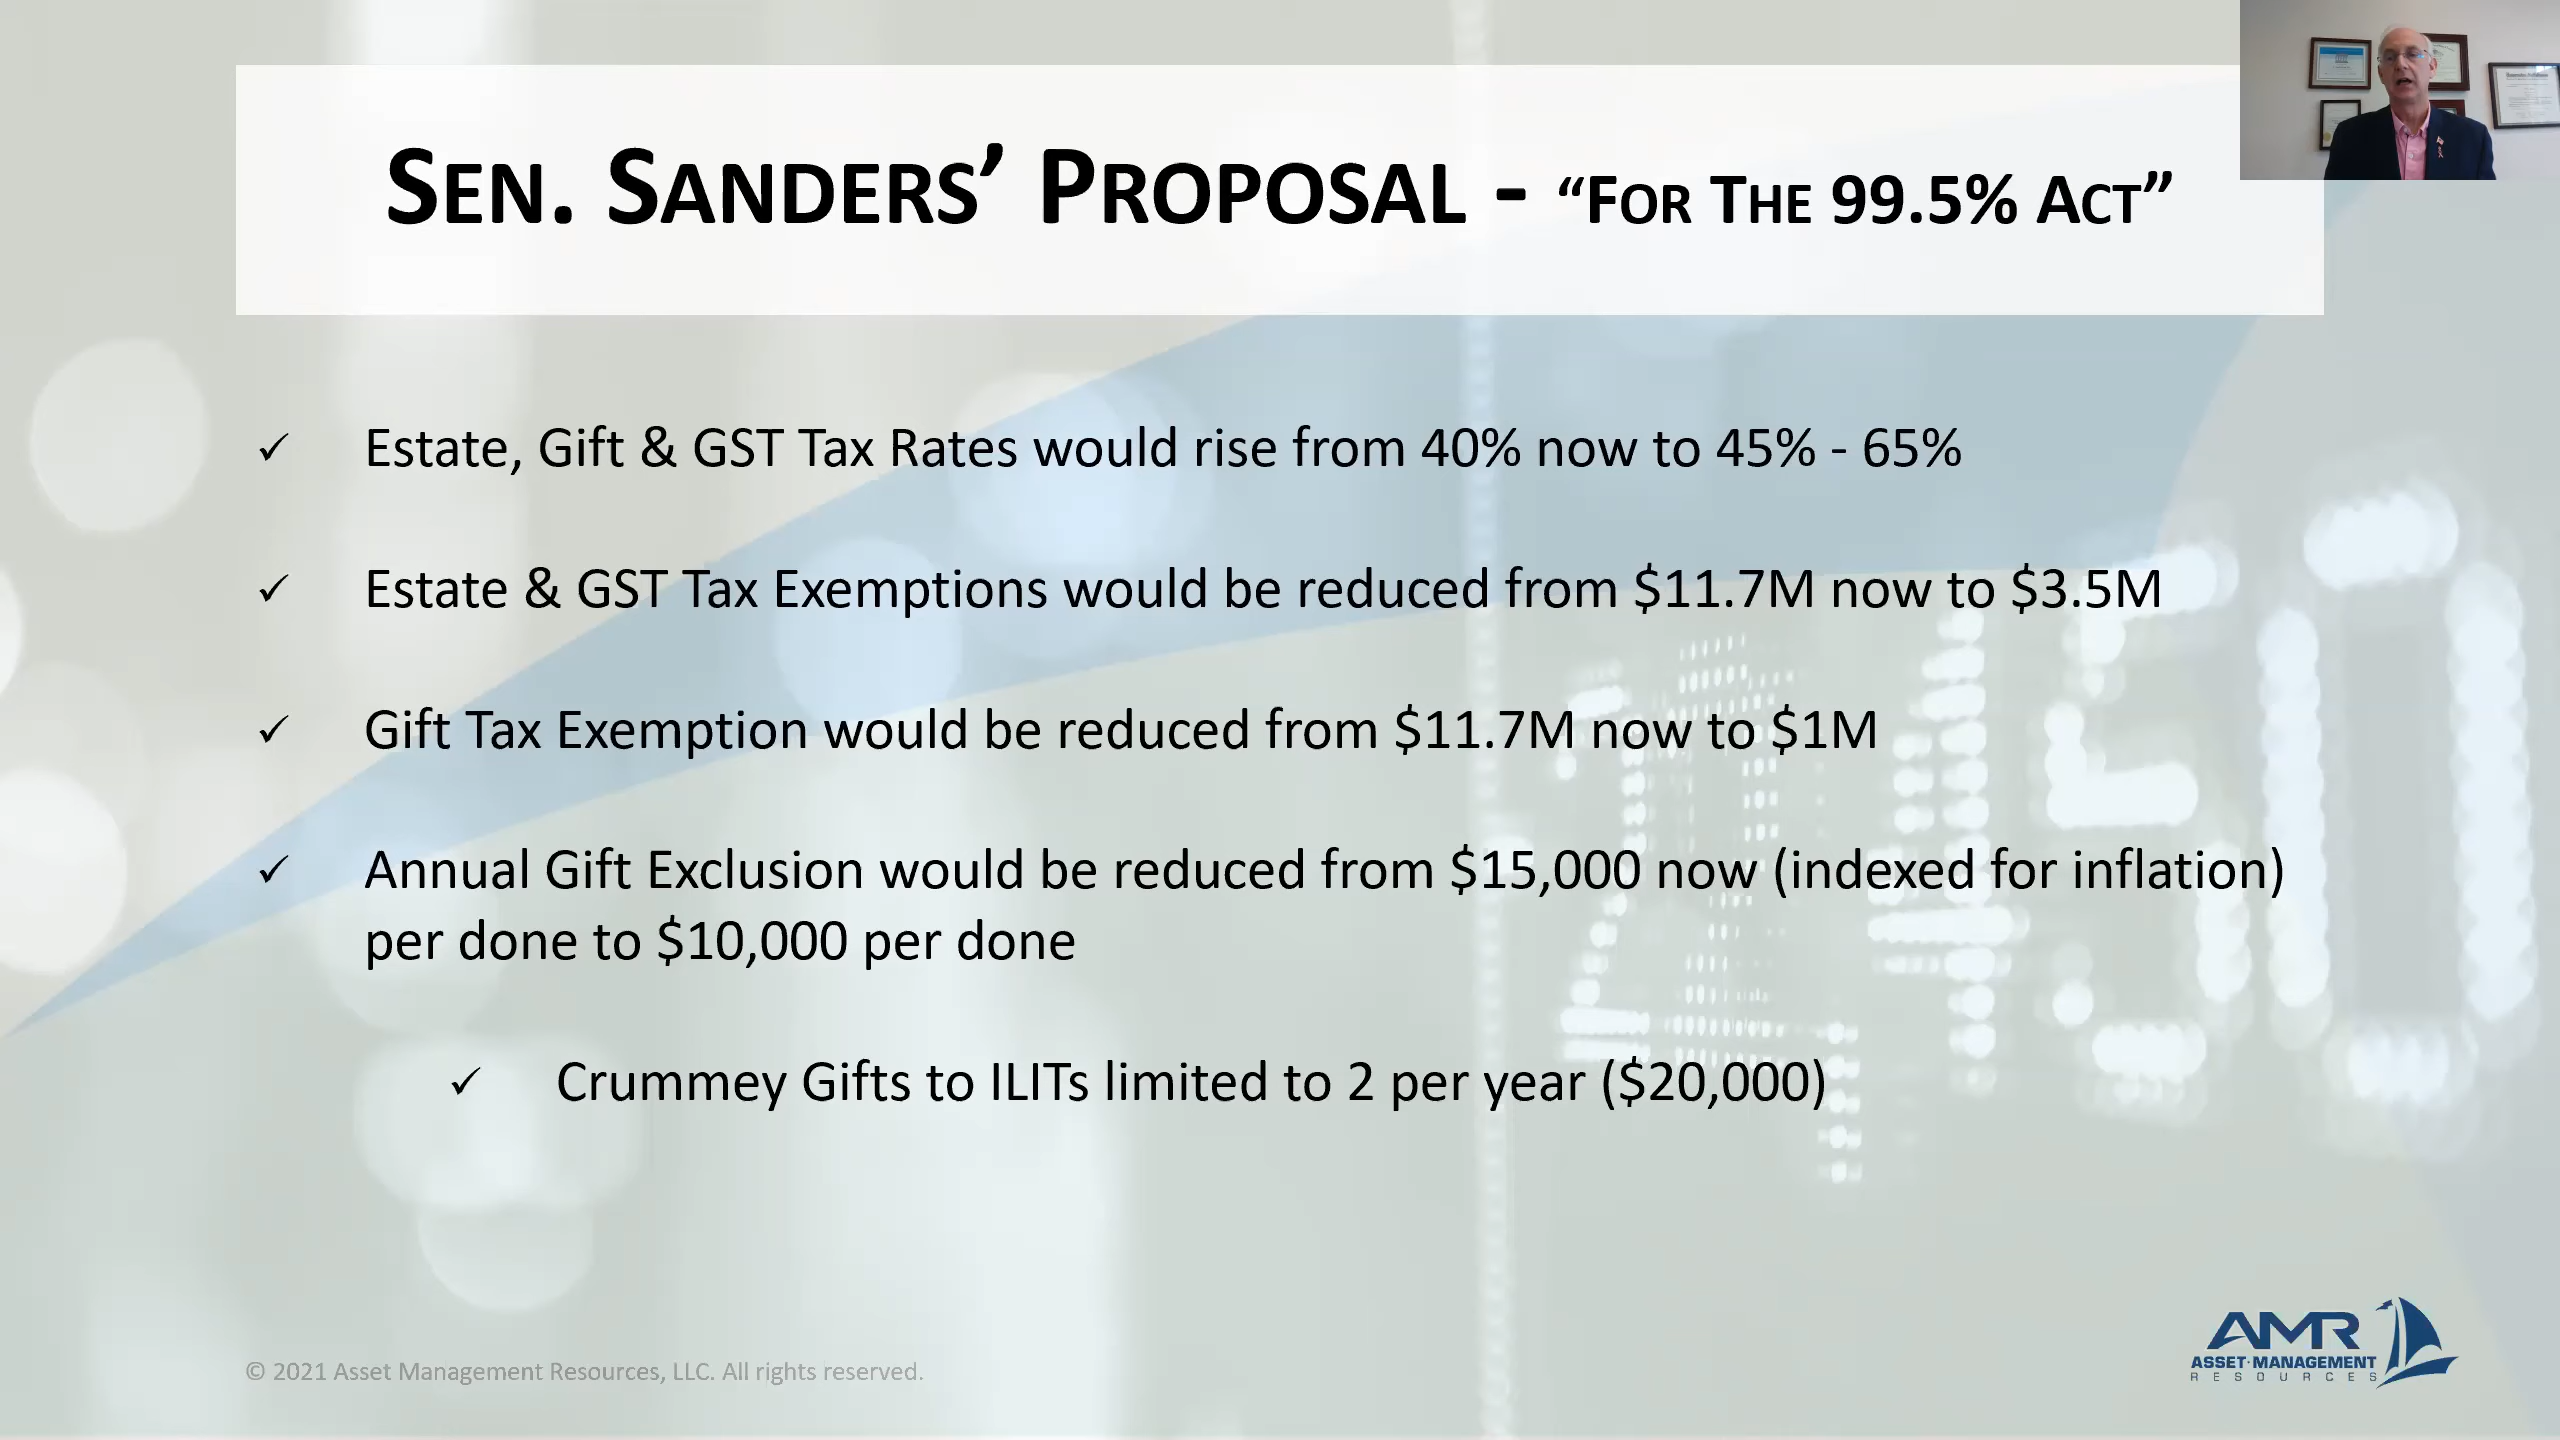 SEN. SANDERS’ PROPOSAL - “FOR THE 99.5% ACT”
✓ Estate, Gift & GST Tax Rates would rise from 40% now to 45% - 65%
✓ Estate & GST Tax Exemptions would be reduced from $11.7M now to $3.5M
✓ Gift Tax Exemption would be reduced from $11.7M now to $1M
✓ Annual Gift Exclusion would be reduced from $15,000 now (indexed for inflation)
per done to $10,000 per done
✓ Crummey Gifts to ILITs limited to 2 per year ($20,000)
© 2021 Asset Management Resources, LLC. All rights reserved.
AMR
ASSET·MANAGEMENT
RESOURCES